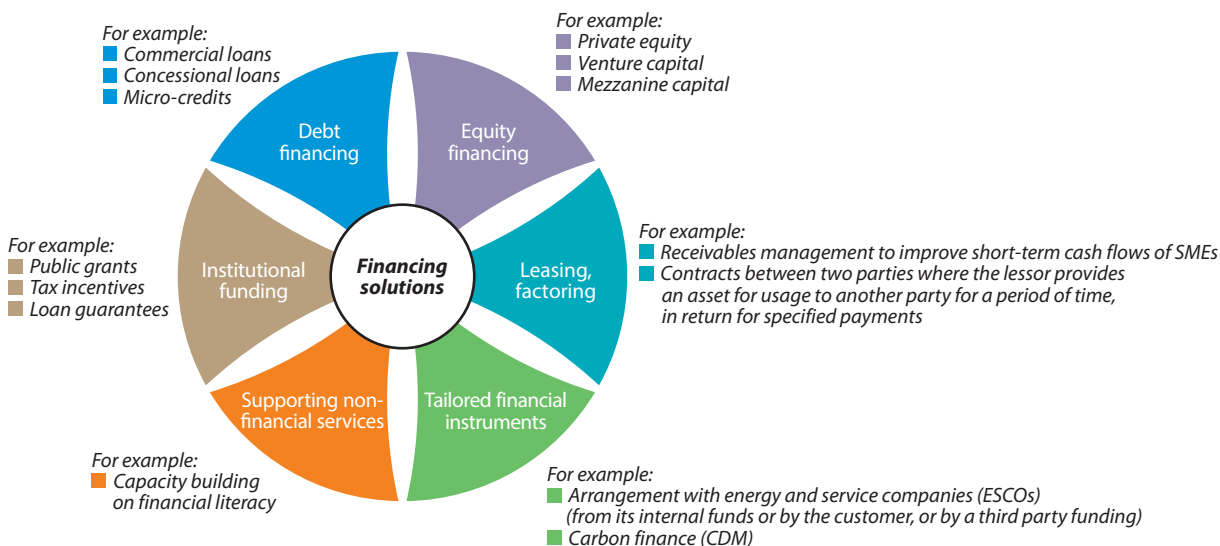 For example:
Commercial loans
Concessional loans
Micro-credits
For example:
Private equity
Venture capital
Mezzanine capital
Debt
financing
Equity
financing
For example:
Public grants
Tax incentives
Loan guarantees
Institutional
funding
Financing
solutions
Leasing,
factoring
For example:
Receivables management to improve short-term cash flows of SMEs
Contracts between two parties where the lessor provides
an asset for usage to another party for a period of time,
in return for specified payments
Supporting non-
financial services
Tailored financial
instruments
For example:
Capacity building
on financial literacy
For example:
Arrangement with energy and service companies (ESCOs)
(from its internal funds or by the customer, or by a third party funding)
Carbon finance (CDM)